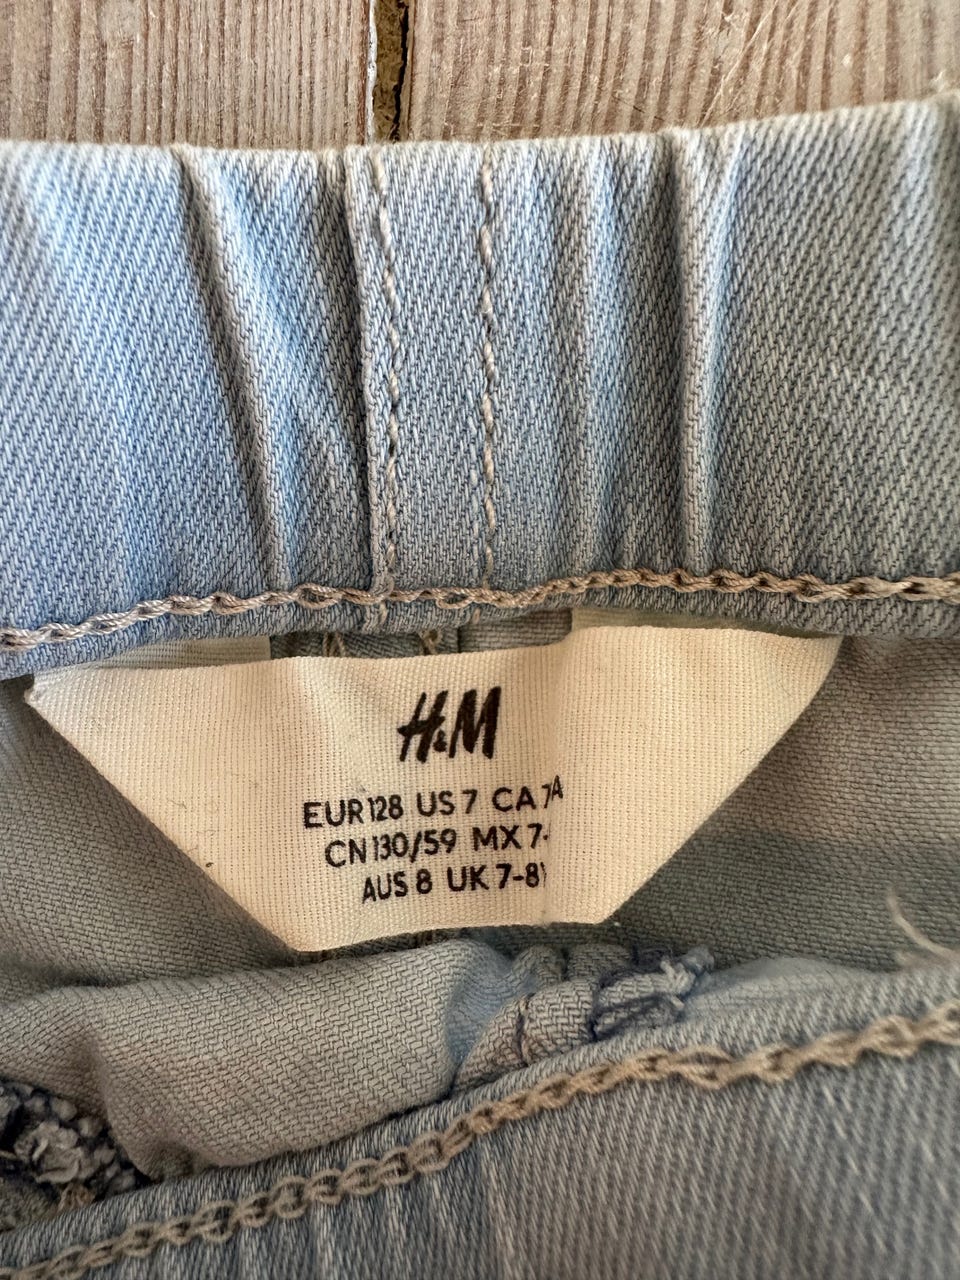 H&M
EUR 128 US 7 CA 7A
CN 130/59 MX 7-
AUS 8 UK 7-8Y